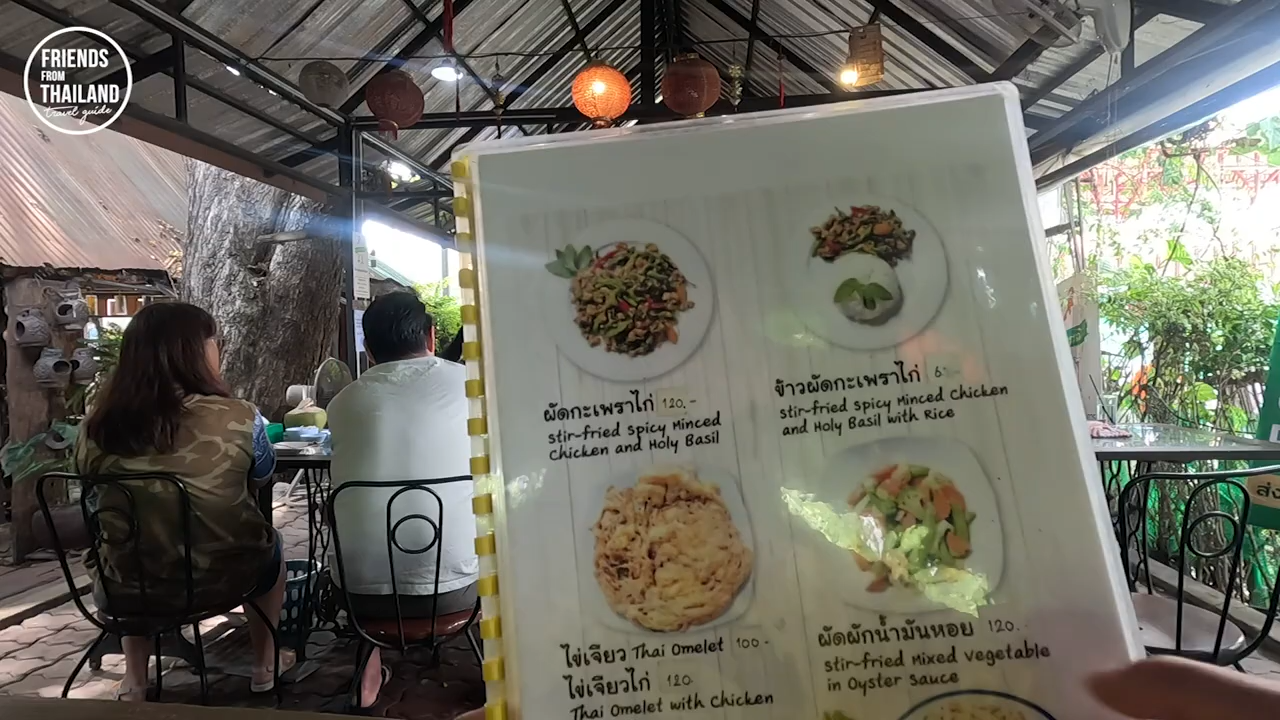 FRIENDS
FROM
THAILAND
travel guide
ผัดกะเพราไก่ 120.-
stir-fried spicy Minced
Chicken and Holy Basil
ข้าวผัดกะเพราไก่
stir-fried spicy Minced Chicken
and Holy Basil with Rice
ไข่เจียว Thai Omelet 100-
ไข่เจียวไก่ 120.
Thai Omelet with Chicken
ผัดผักน้ำมันหอย 120.
stir-fried Mixed vegetable
in Oyster sauce
ส่ง